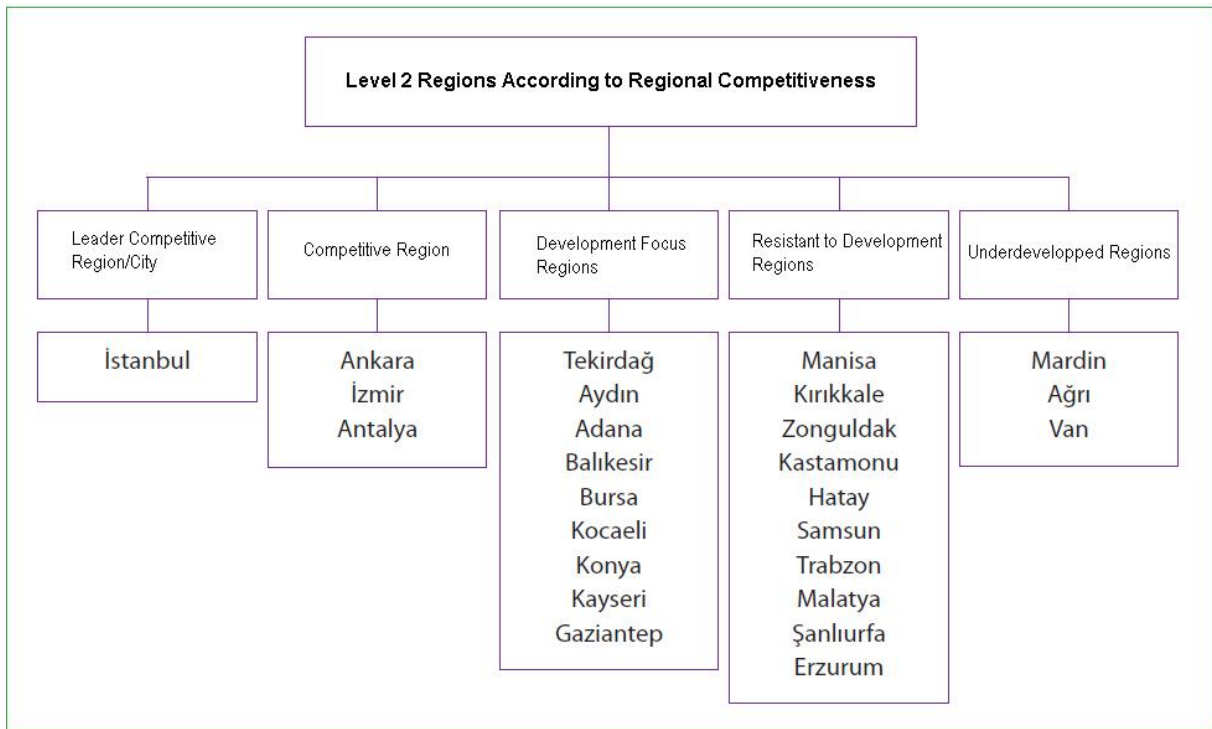 Level 2 Regions According to Regional Competitiveness
Leader Competitive
Region/City
İstanbul
Competitive Region
Ankara
İzmir
Antalya
Development Focus
Regions
Tekirdağ
Aydın
Adana
Balıkesir
Bursa
Kocaeli
Konya
Kayseri
Gaziantep
Resistant to Development
Regions
Manisa
Kırıkkale
Zonguldak
Kastamonu
Hatay
Samsun
Trabzon
Malatya
Şanlıurfa
Erzurum
Underdevelopped Regions
Mardin
Ağrı
Van